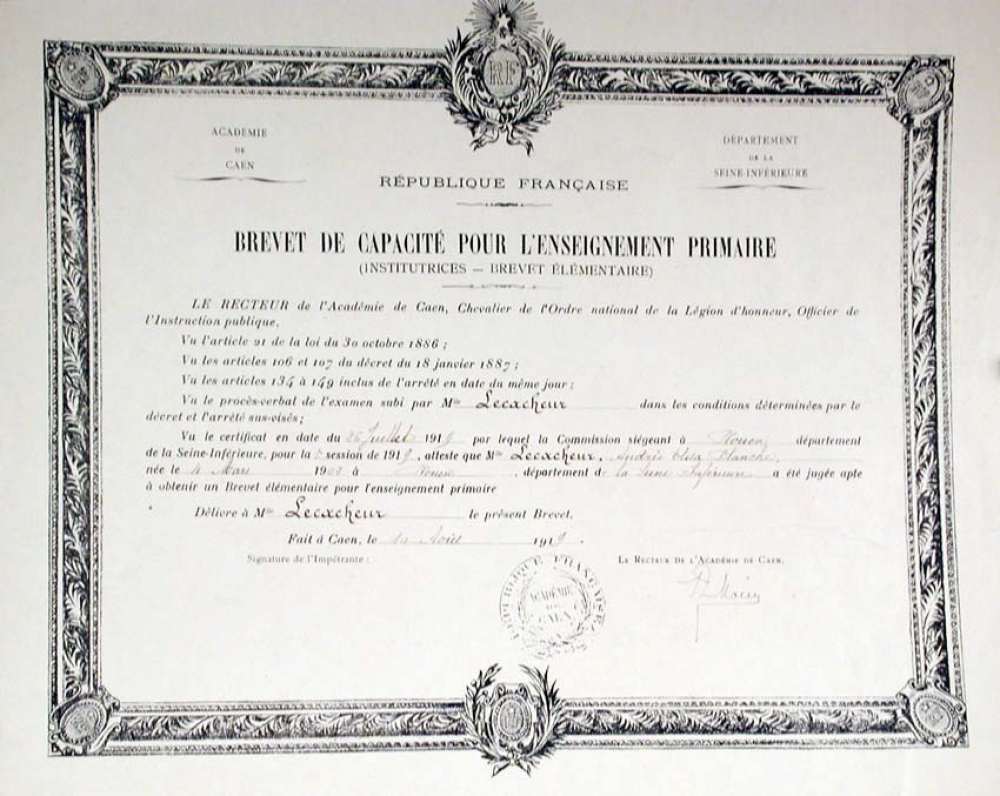 RF
ACADÉMIE
DE
CAEN
DÉPARTEMENT
DE LA
SEINE-INFÉRIEURE
RÉPUBLIQUE FRANÇAISE
BREVET DE CAPACITÉ POUR L'ENSEIGNEMENT PRIMAIRE
(INSTITUTRICES — BREVET ÉLÉMENTAIRE)
LE RECTEUR de l'Académie de Caen, Chevalier de l'Ordre national de la Légion d'honneur, Officier de
l'Instruction publique,
Vu l'article 21 de la loi du 30 octobre 1886 ;
Vu les articles 106 et 107 du décret du 18 janvier 1887 ;
Vu les articles 134 à 149 inclus de l'arrêté en date du même jour ;
Vu le procès-verbal de l'examen subi par Mlle Lecacheur dans les conditions déterminées par le
décret et l'arrêté sus-visés ;
Vu le certificat en date du 26 Juillet 1919 par lequel la Commission siégeant à Rouen département
de la Seine-Inférieure, pour la session de 1919, atteste que Mlle Lecacheur, Blanche,
née le 4 Mars 1903 à Rouen, département de la Seine Inférieure a été jugée apte
à obtenir un Brevet élémentaire pour l'enseignement primoire
Délivre à Mlle Lecacheur le présent Brevet.
Fait à Caen, le Août 1919.
Signature de l'Impétrante :
LE RECTEUR DE L'ACADÉMIE DE CAEN,
RÉPUBLIQUE FRANÇAISE
ACADÉMIE
DE
CAEN